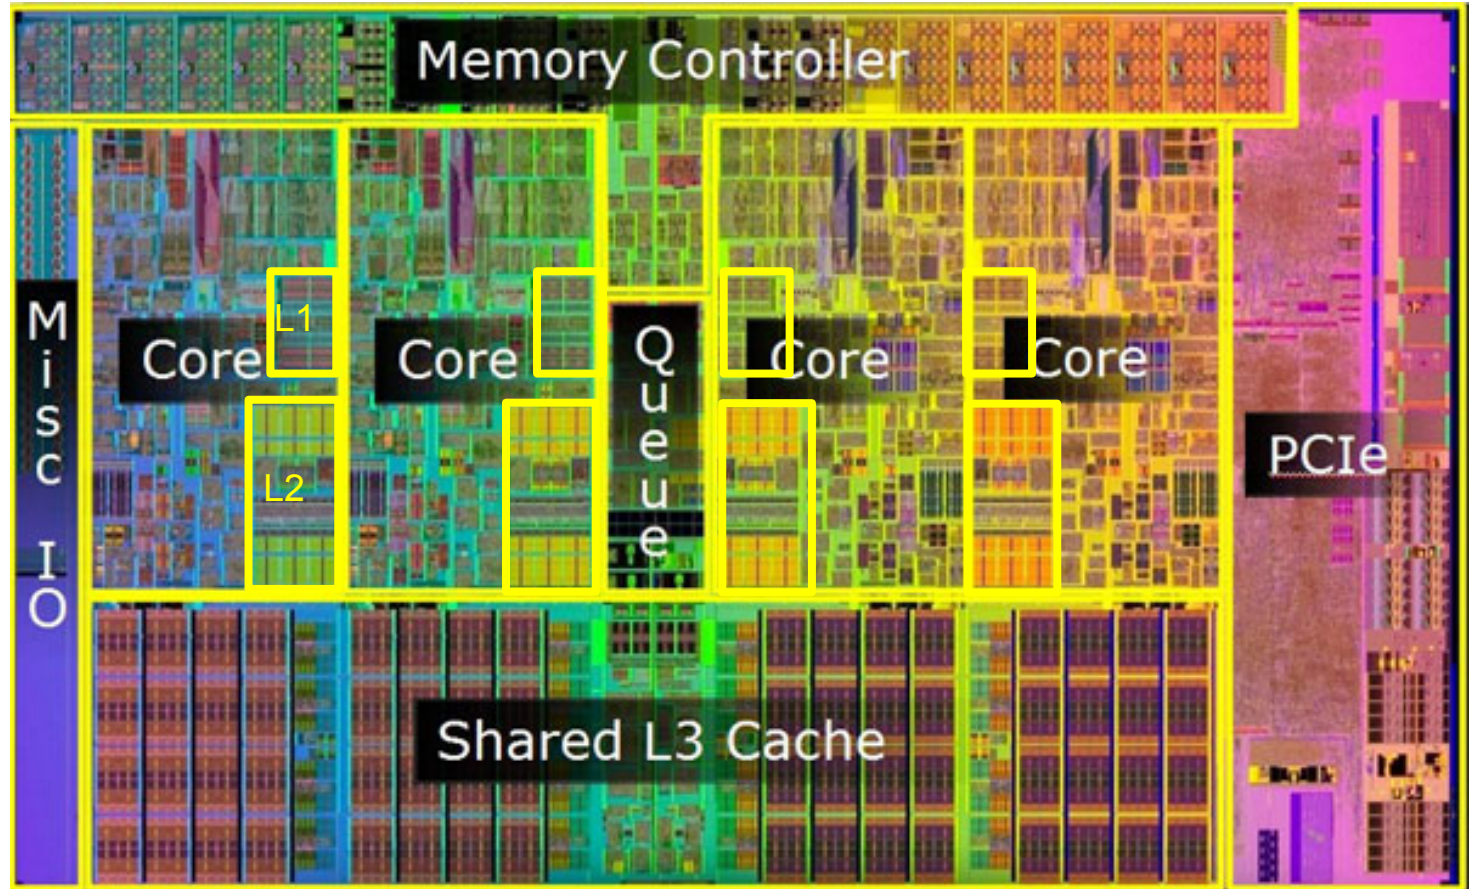 Memory Controller
Misc IO
L1
Core
Core
Core
Core
Queue
L2
PCIe
Shared L3 Cache